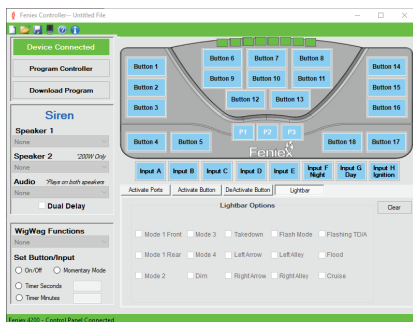 Feniex Controller-- Untitled File
Device Connected
Program Controller
Download Program
Siren
Speaker 1
None
Speaker 2 *200W Only
None
Audio *Plays on both speakers
None
Dual Delay
WigWag Functions
None
Set Button/Input
On/Off Momentary Mode
Timer Seconds
Timer Minutes
Button 1
Button 2
Button 3
Button 4
Button 5
Button 6 Button 7 Button 8
Button 9 Button 10 Button 11
Button 12 Button 13
P1 P2 P3
Feniex
Button 14
Button 15
Button 16
Button 18 Button 17
Input A Input B Input C Input D Input E Input F Night Input G Day Input H Ignition
Activate Ports Activate Button DeActivate Button Lightbar
Lightbar Options
Clear
Mode 1 Front Mode 3 Takedown Flash Mode Flashing TD/A
Mode 1 Rear Mode 4 Left Arrow Left Alley Flood
Mode 2 Dim Right Arrow Right Alley Cruise
Feniex 4200 - Control Panel Connected